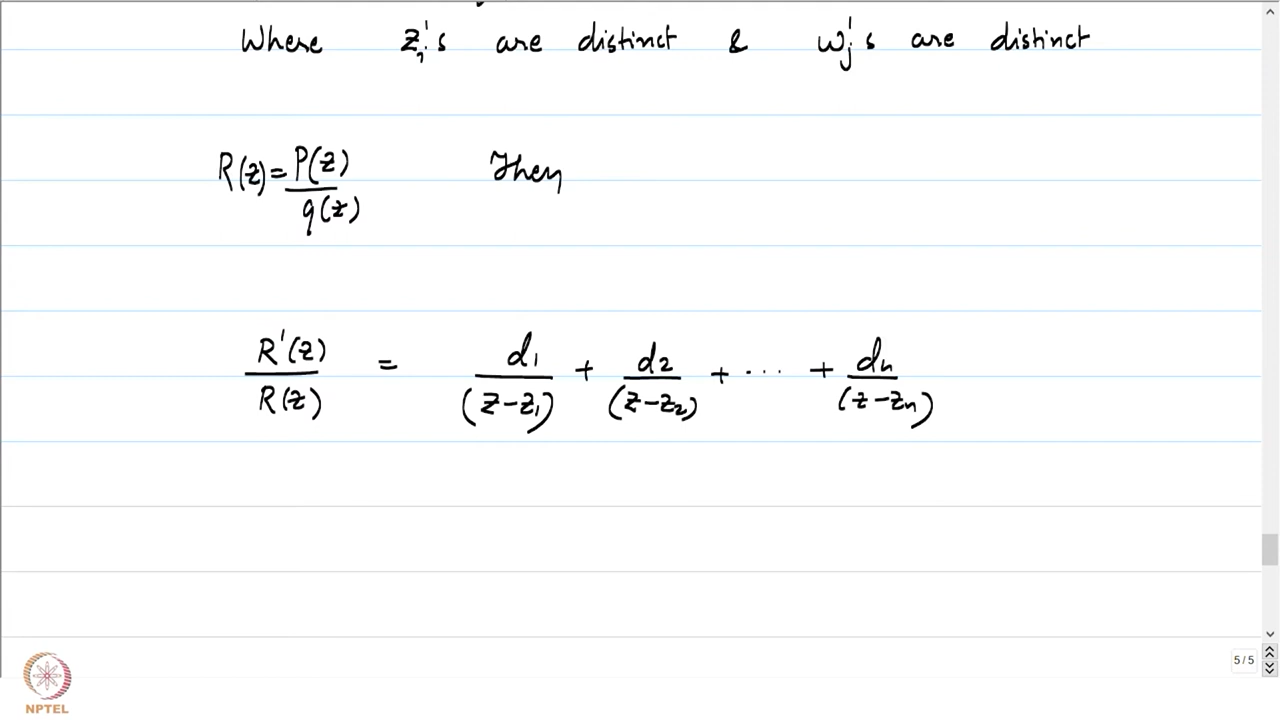 Where z_i's are distinct & w_j's are distinct
R(z) = P(z)/q(z) Then
R'(z)/R(z) = d_1/(z-z_1) + d_2/(z-z_2) + ... + d_n/(z-z_n)
5 / 5
NPTEL